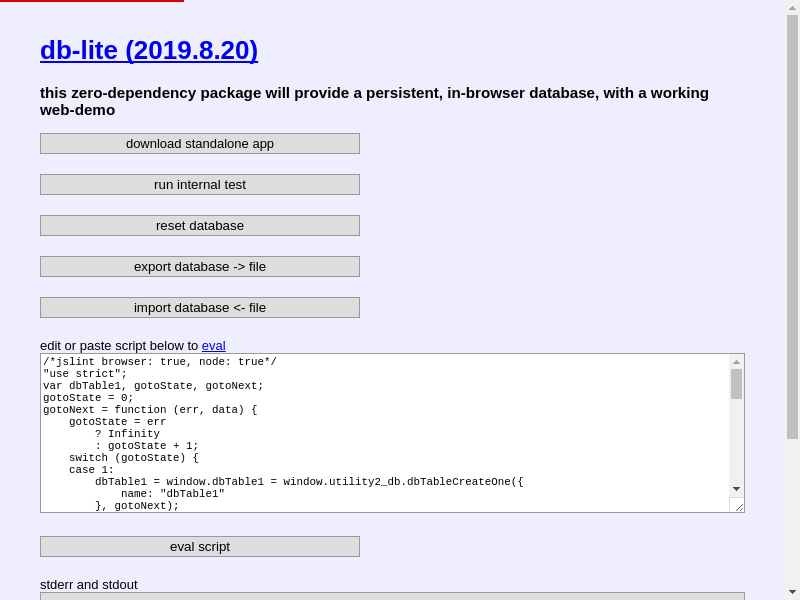 db-lite (2019.8.20)
this zero-dependency package will provide a persistent, in-browser database, with a working
web-demo
download standalone app
run internal test
reset database
export database -> file
import database <- file
edit or paste script below to eval
/*jslint browser: true, node: true*/
"use strict";
var dbTable1, gotoState, gotoNext;
gotoState = 0;
gotoNext = function (err, data) {
    gotoState = err
        ? Infinity
        : gotoState + 1;
    switch (gotoState) {
    case 1:
        dbTable1 = window.dbTable1 = window.utility2_db.dbTableCreateOne({
            name: "dbTable1"
        }, gotoNext);
eval script
stderr and stdout